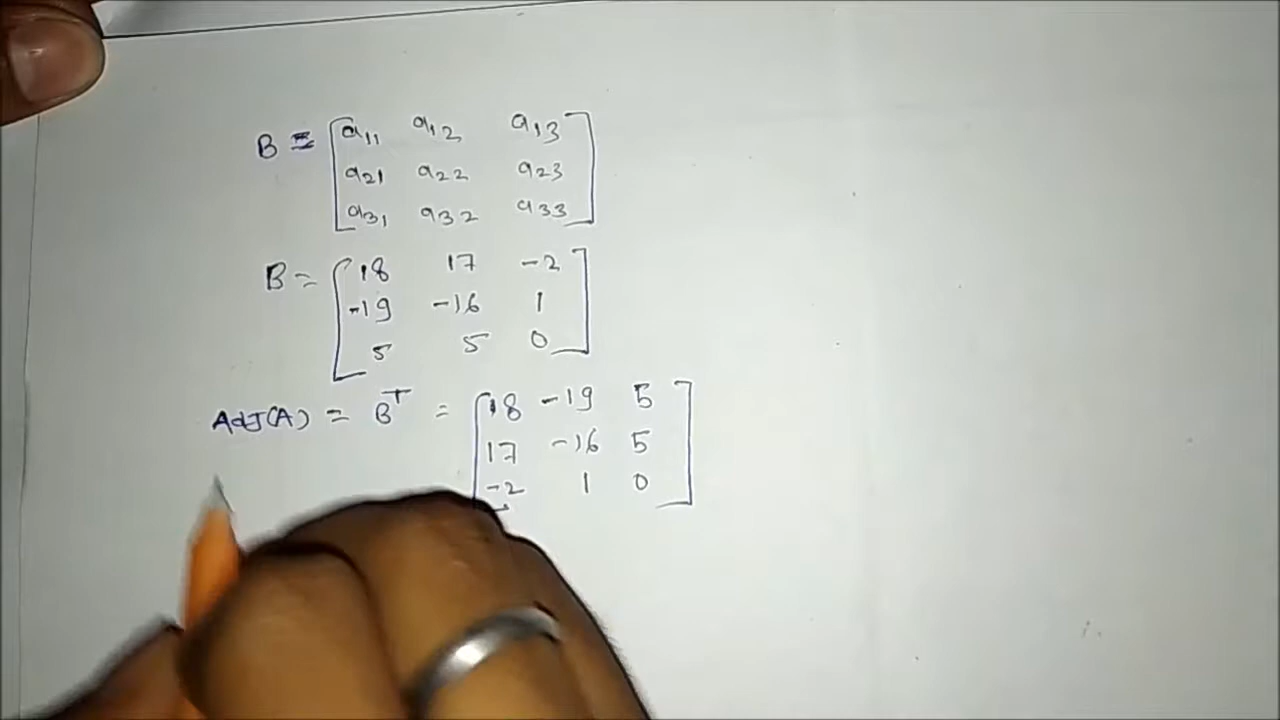 B = [ a11 a12 a13
a21 a22 a23
a31 a32 a33 ]
B = [ 18 17 -2
-19 -16 1
5 5 0 ]
AdJ(A) = B^T = [ 18 -19 5
17 -16 5
-2 1 0 ]